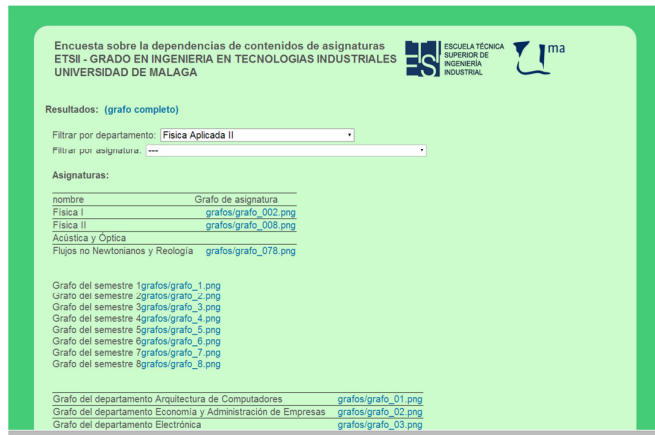 Encuesta sobre la dependencias de contenidos de asignaturas
ETSII - GRADO EN INGENIERIA EN TECNOLOGIAS INDUSTRIALES
UNIVERSIDAD DE MALAGA
ESCUELA TÉCNICA
SUPERIOR DE
INGENIERÍA
INDUSTRIAL
uma
Resultados: (grafo completo)
Filtrar por departamento: Fisica Aplicada II
Filtrar por asignatura: ---
Asignaturas:
nombre Grafo de asignatura
Física I grafos/grafo_002.png
Física II grafos/grafo_008.png
Acústica y Óptica
Flujos no Newtonianos y Reología grafos/grafo_078.png
Grafo del semestre 1grafos/grafo_1.png
Grafo del semestre 2grafos/grafo_2.png
Grafo del semestre 3grafos/grafo_3.png
Grafo del semestre 4grafos/grafo_4.png
Grafo del semestre 5grafos/grafo_5.png
Grafo del semestre 6grafos/grafo_6.png
Grafo del semestre 7grafos/grafo_7.png
Grafo del semestre 8grafos/grafo_8.png
Grafo del departamento Arquitectura de Computadores grafos/grafo_01.png
Grafo del departamento Economía y Administración de Empresas grafos/grafo_02.png
Grafo del departamento Electrónica grafos/grafo_03.png